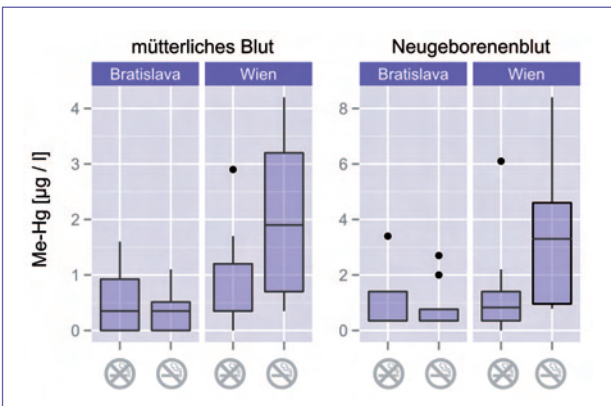 mütterliches Blut
Neugeborenenblut
Bratislava
Wien
Bratislava
Wien
Me-Hg [µg / l]
4
3
2
1
0
8
6
4
2
0